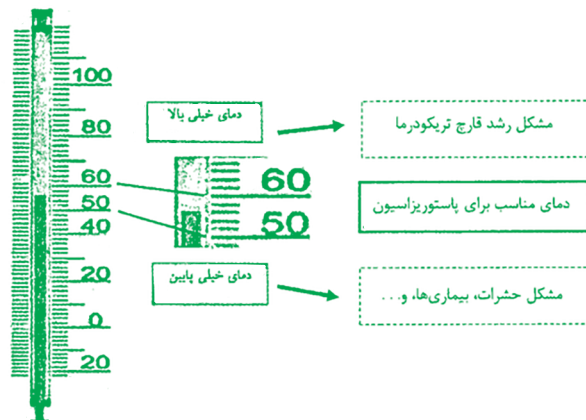 100
80
60
50
40
20
0
20
دمای خیلی بالا
مشکل رشد قارچ تریکودرما
60
50
دمای مناسب برای پاستوریزاسیون
دمای خیلی پایین
مشکل حشرات، بیماری‌ها، و...